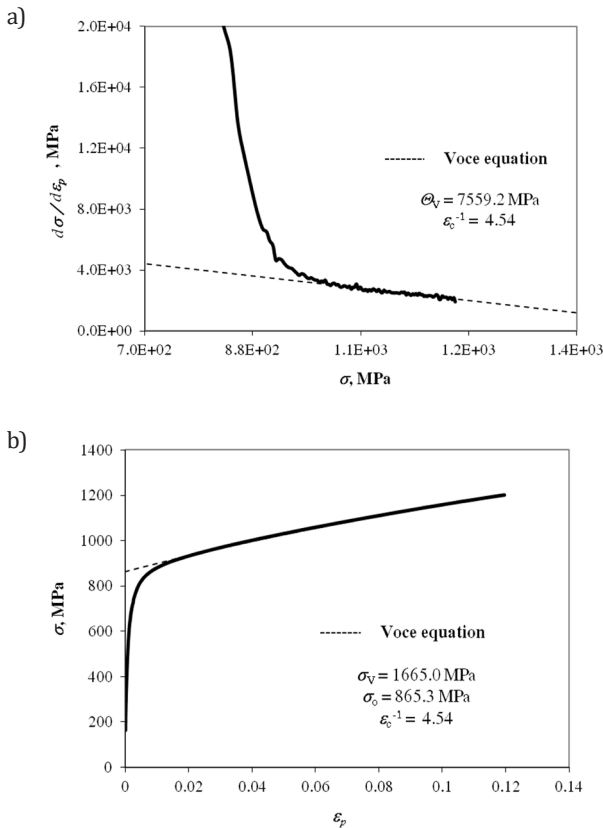 a)
2.0E+04
1.6E+04
1.2E+04
8.0E+03
4.0E+03
0.0E+00
dσ/dεp , MPa
Voce equation
ΘV = 7559.2 MPa
εc-1 = 4.54
7.0E+02 8.8E+02 1.1E+03 1.2E+03 1.4E+03
σ, MPa
b)
1400
1200
1000
800
600
400
200
0
σ, MPa
Voce equation
σV = 1665.0 MPa
σo = 865.3 MPa
εc-1 = 4.54
0 0.02 0.04 0.06 0.08 0.1 0.12 0.14
εp